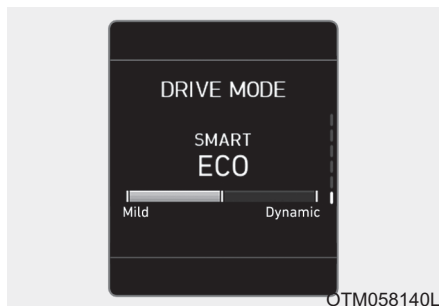 DRIVE MODE
SMART
ECO
Mild Dynamic
OTM058140L